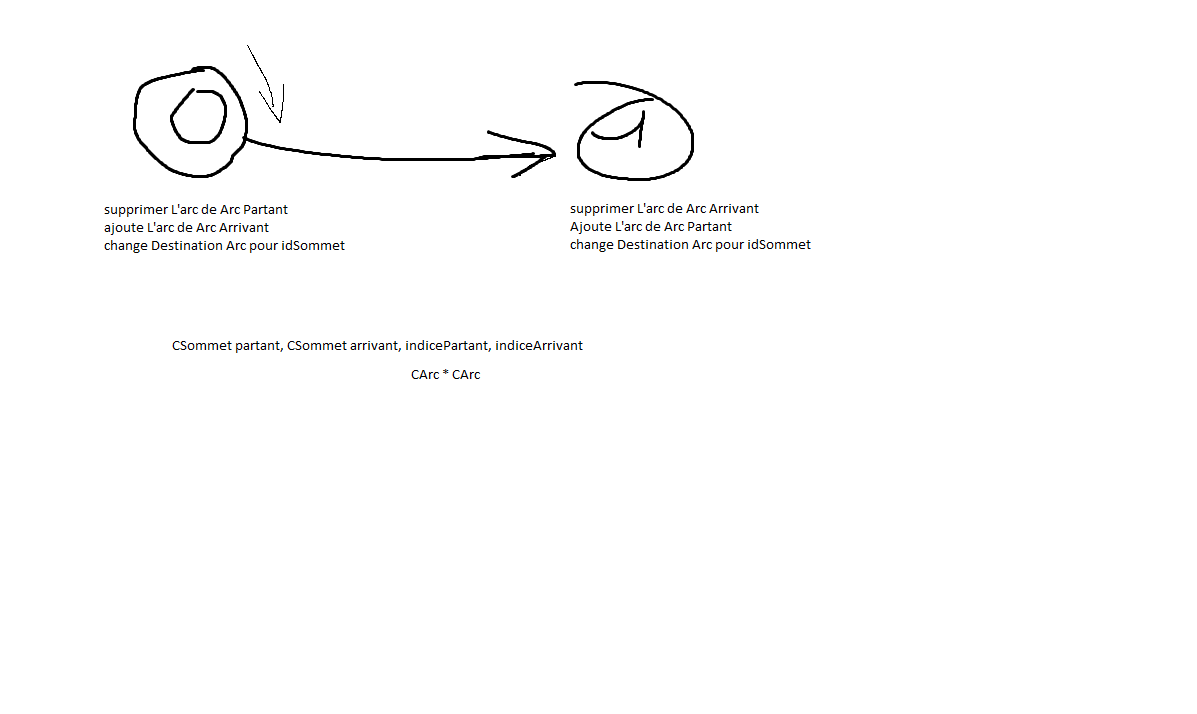 0
1
supprimer L'arc de Arc Partant
ajoute L'arc de Arc Arrivant
change Destination Arc pour idSommet
supprimer L'arc de Arc Arrivant
Ajoute L'arc de Arc Partant
change Destination Arc pour idSommet
CSommet partant, CSommet arrivant, indicePartant, indiceArrivant
CArc * CArc